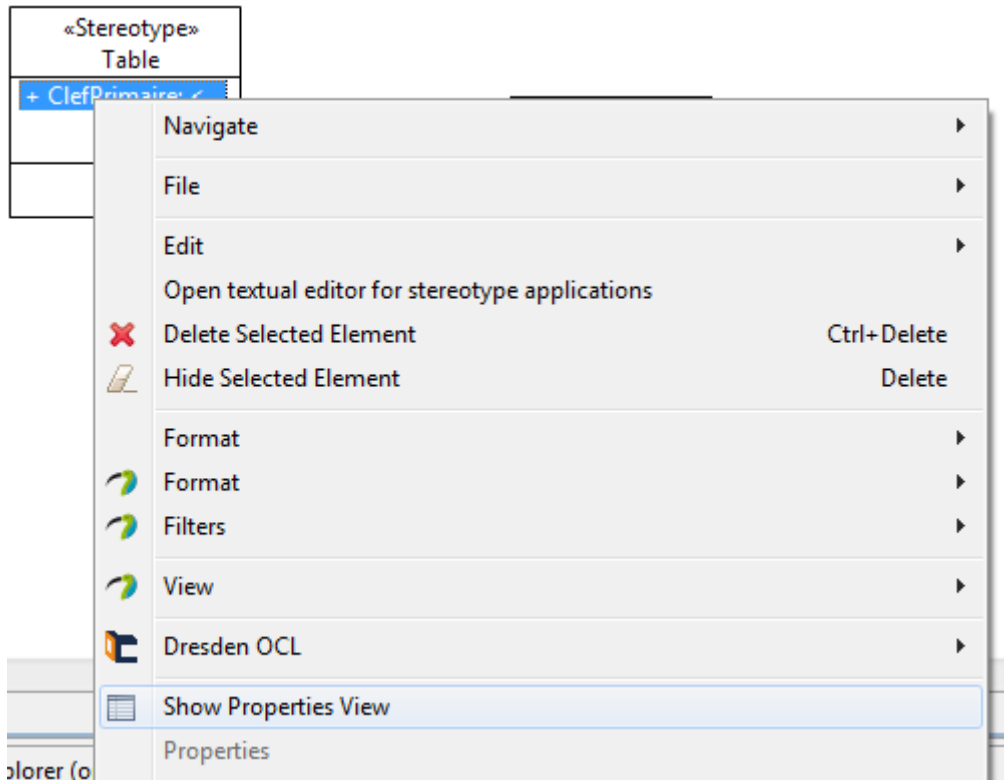 «Stereotype»
Table
+ ClefPrimaire: <
Navigate
File
Edit
Open textual editor for stereotype applications
Delete Selected Element Ctrl+Delete
Hide Selected Element Delete
Format
Format
Filters
View
Dresden OCL
Show Properties View
Properties
plorer (o